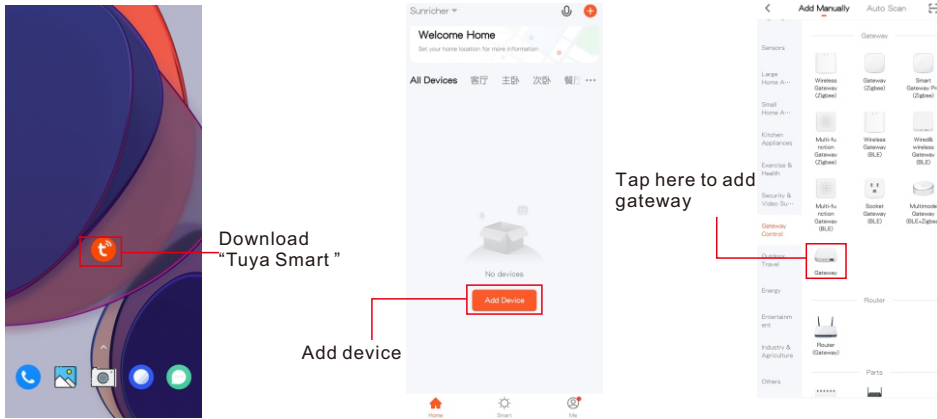 Download
“Tuya Smart ”
Sunricher
Welcome Home
Set your home location for more information
All Devices 客厅 主卧 次卧 餐厅 ...
No devices
Add Device
Add device
Home Smart Me
Tap here to add
gateway
Add Manually Auto Scan
Gateway
Sensors
Large
Home A...
Small
Home A...
Kitchen
Appliances
Exercise &
Health
Security &
Video Su...
Gateway
Control
Outdoor
Travel
Energy
Entertainm
ent
Industry &
Agriculture
Others
Wireless
Gateway
(Zigbee)
Gateway
(Zigbee)
Smart
Gateway Pro
(Zigbee)
Multi-fu
nction
Gateway
(Zigbee)
Wireless
Gateway
(BLE)
Wired&
wireless
Gateway
(BLE)
Multi-fu
nction
Gateway
(BLE)
Socket
Gateway
(BLE)
Multimode
Gateway
(BLE+Zigbee)
Gateway
Router
Router
(Gateway)
Parts